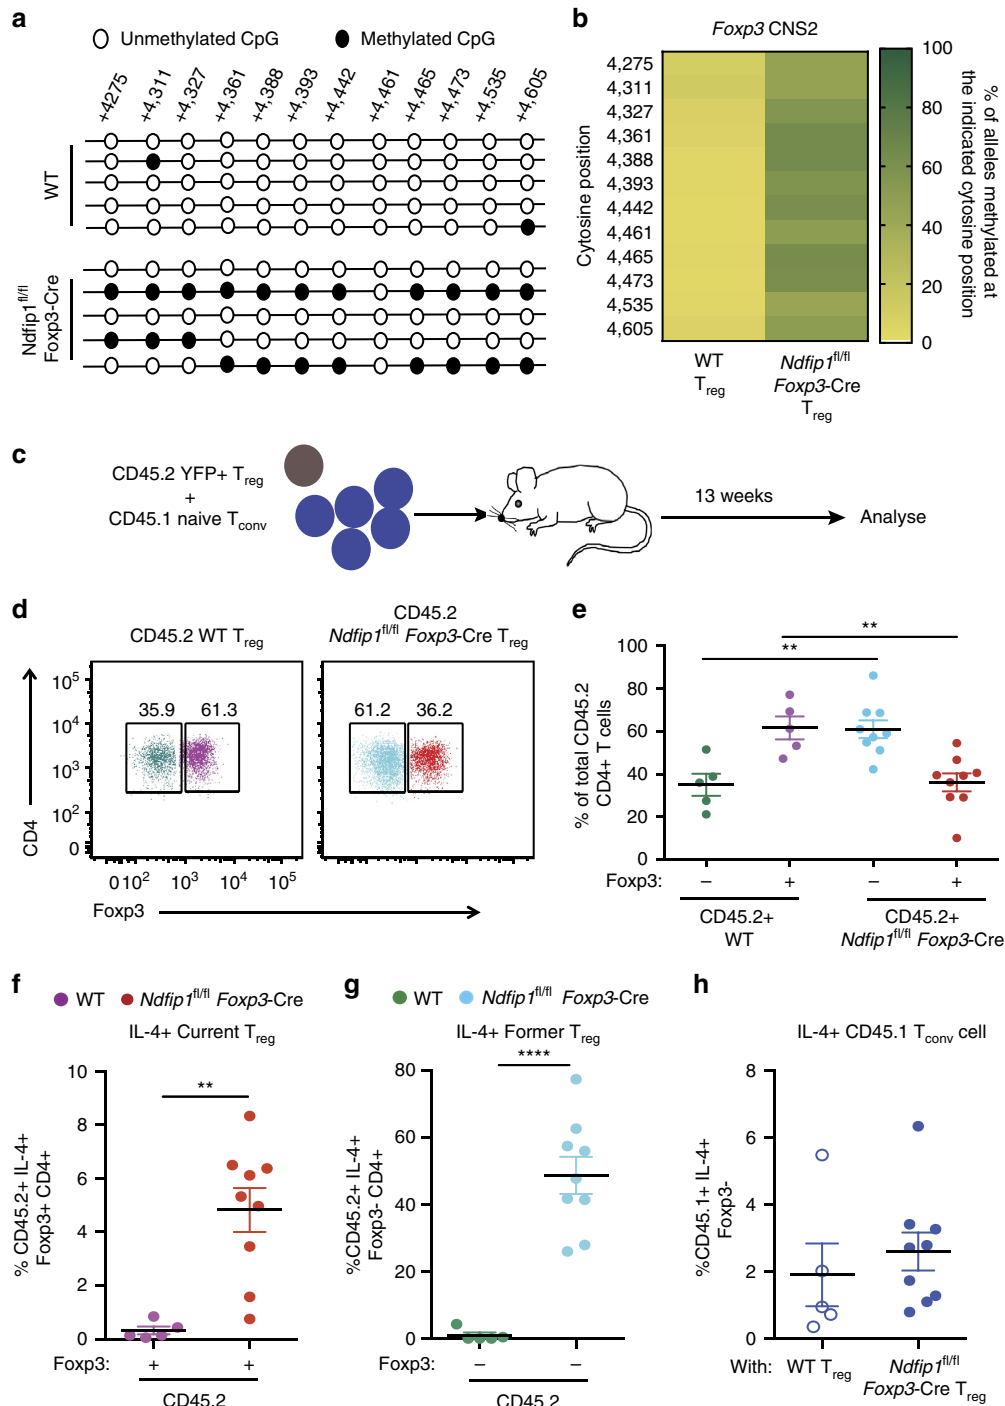 a
Unmethylated CpG
Methylated CpG
+4275
+4,311
+4,327
+4,361
+4,388
+4,393
+4,442
+4,461
+4,465
+4,473
+4,535
+4,605
WT
Ndfip1fl/fl
Foxp3-Cre
b
Foxp3 CNS2
Cytosine position
4,275
4,311
4,327
4,361
4,388
4,393
4,442
4,461
4,465
4,473
4,535
4,605
WT
Treg
Ndfip1fl/fl
Foxp3-Cre
Treg
100
80
60
40
20
0
% of alleles methylated at
the indicated cytosine position
c
CD45.2 YFP+ Treg
+
CD45.1 naive Tconv
13 weeks
Analyse
d
CD45.2 WT Treg
CD45.2
Ndfip1fl/fl Foxp3-Cre Treg
CD4
10⁵
10⁴
10³
10²
0
35.9
61.3
61.2
36.2
0 10² 10³ 10⁴ 10⁵
Foxp3
e
% of total CD45.2
CD4+ T cells
100
80
60
40
20
0
**
**
Foxp3: – + – +
CD45.2+
WT
CD45.2+
Ndfip1fl/fl Foxp3-Cre
f
WT
Ndfip1fl/fl Foxp3-Cre
IL-4+ Current Treg
% CD45.2+ IL-4+
Foxp3+ CD4+
10
8
6
4
2
0
**
Foxp3: + +
CD45.2
g
WT
Ndfip1fl/fl Foxp3-Cre
IL-4+ Former Treg
%CD45.2+ IL-4+
Foxp3- CD4+
80
60
40
20
0
****
Foxp3: – –
CD45.2
h
IL-4+ CD45.1 Tconv cell
%CD45.1+ IL-4+
Foxp3-
8
6
4
2
0
With: WT Treg
Ndfip1fl/fl
Foxp3-Cre Treg